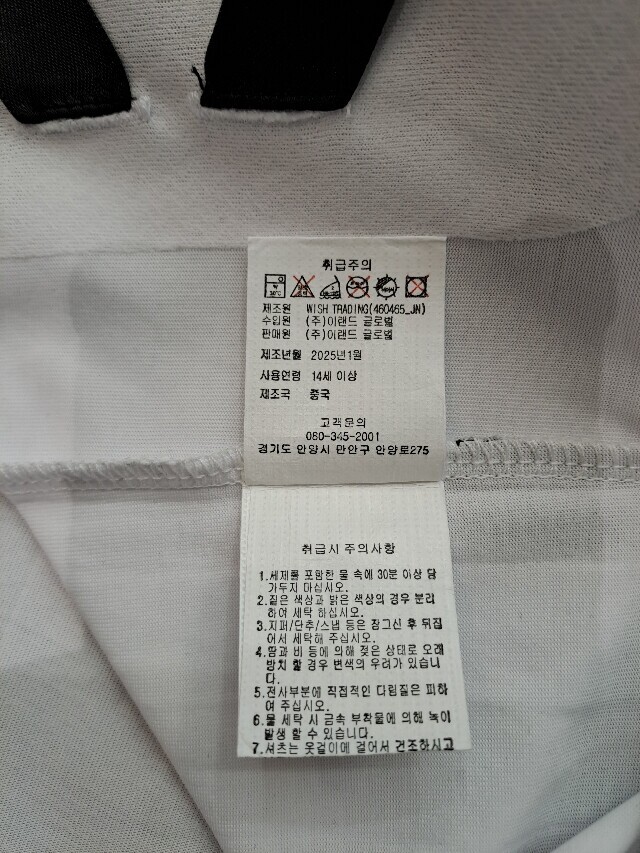 취급주의
제조원 WISH TRADING(460465_JN)
수입원 (주)이랜드 글로벌
판매원 (주)이랜드 글로벌
제조년월 2025년1월
사용연령 14세 이상
제조국 중국
고객문의
080-345-2001
경기도 안양시 만안구 안양로275
취급시 주의사항
1.세제를 포함한 물 속에 30분 이상 담
가두지 마십시오.
2.짙은 색상과 밝은 색상의 경우 분리
하여 세탁 하십시오.
3.지퍼/단추/스냅 등은 잠그신 후 뒤집
어서 세탁해 주십시오.
4.땀과 비 등에 의해 젖은 상태로 오래
방치 할 경우 변색의 우려가 있습니
다.
5.전사부분에 직접적인 다림질은 피하
여 주십시오.
6.물 세탁 시 금속 부착물에 의해 녹이
발생 할 수 있습니다.
7.셔츠는 옷걸이에 걸어서 건조하시고